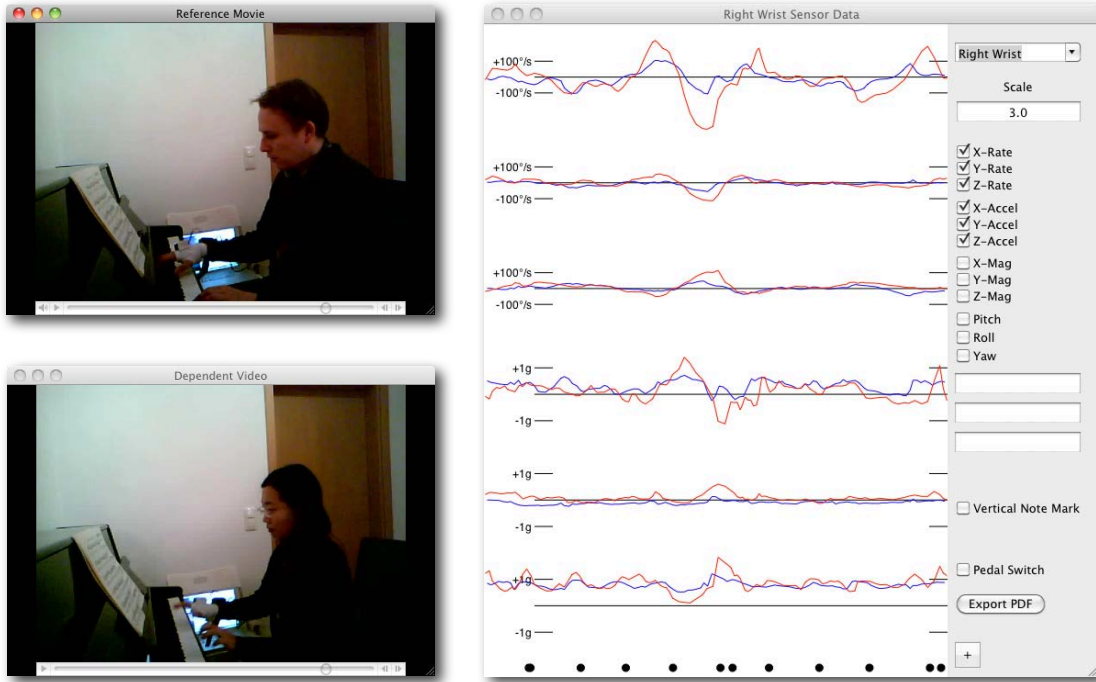 Reference Movie
Dependent Video
Right Wrist Sensor Data
+100°/s
-100°/s
+100°/s
-100°/s
+100°/s
-100°/s
+1g
-1g
+1g
-1g
+1g
-1g
Right Wrist
Scale
3.0
X-Rate
Y-Rate
Z-Rate
X-Accel
Y-Accel
Z-Accel
X-Mag
Y-Mag
Z-Mag
Pitch
Roll
Yaw
Vertical Note Mark
Pedal Switch
Export PDF
+